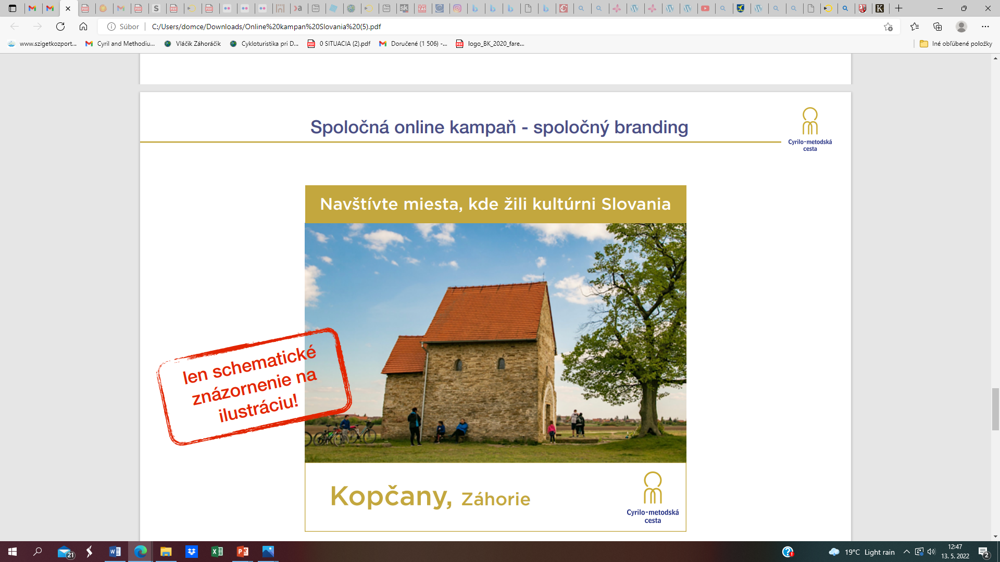 Súbor
C:/Users/domce/Downloads/Online%20kampan%20Slovania%20(5).pdf
www.szigetkozport...
Cyril and Methodiu...
Vláčik Záhoráčik
Cykloturistika pri D...
0 SITUACIA (2).pdf
Doručené (1 506) -...
logo_BK_2020_fare...
Iné obľúbené položky
Spoločná online kampaň - spoločný branding
Cyrilo-metodská
cesta
Navštívte miesta, kde žili kultúrni Slovania
len schematické
znázornenie na
ilustráciu!
Kopčany, Záhorie
Cyrilo-metodská
cesta
21
19°C Light rain
12:47
13. 5. 2022
2